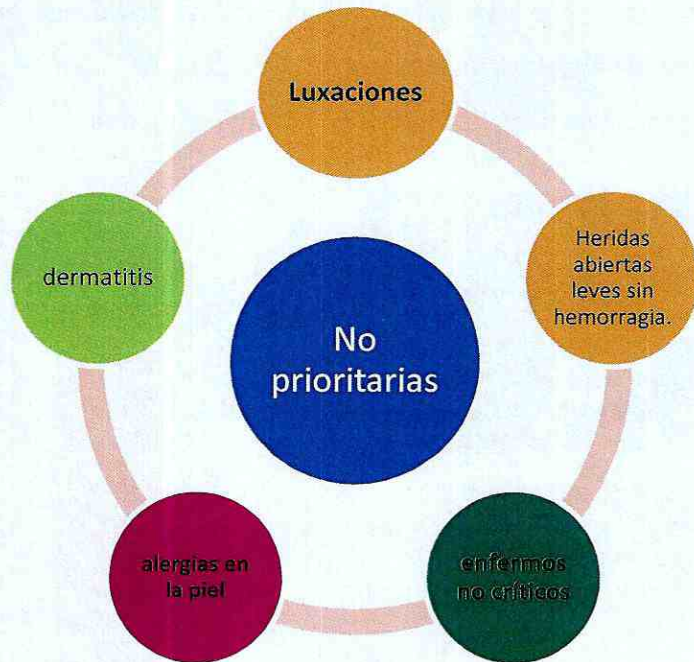 Luxaciones
Heridas
abiertas
leves sin
hemorragia.
enfermos
no críticos
alergias en
la piel
dermatitis
No
prioritarias